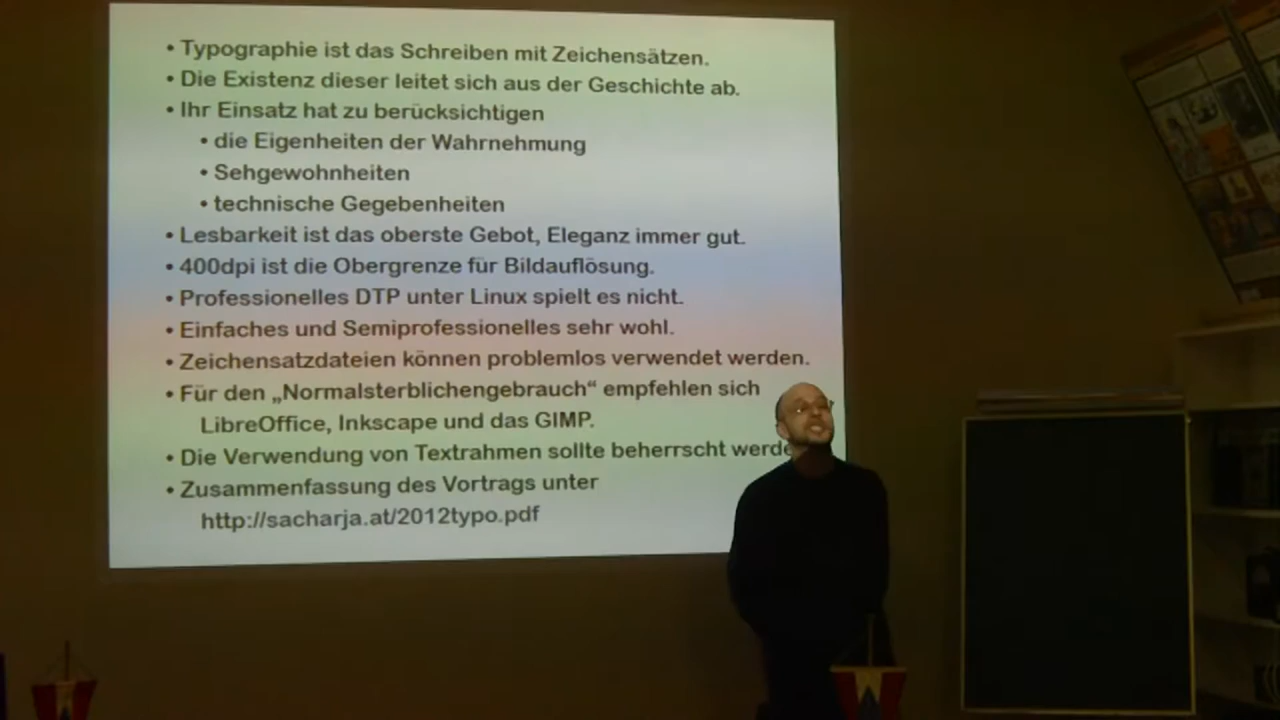 • Typographie ist das Schreiben mit Zeichensätzen.
• Die Existenz dieser leitet sich aus der Geschichte ab.
• Ihr Einsatz hat zu berücksichtigen
• die Eigenheiten der Wahrnehmung
• Sehgewohnheiten
• technische Gegebenheiten
• Lesbarkeit ist das oberste Gebot, Eleganz immer gut.
• 400dpi ist die Obergrenze für Bildauflösung.
• Professionelles DTP unter Linux spielt es nicht.
• Einfaches und Semiprofessionelles sehr wohl.
• Zeichensatzdateien können problemlos verwendet werden.
• Für den „Normalsterblichengebrauch“ empfehlen sich
LibreOffice, Inkscape und das GIMP.
• Die Verwendung von Textrahmen sollte beherrscht werde
• Zusammenfassung des Vortrags unter
http://sacharja.at/2012typo.pdf